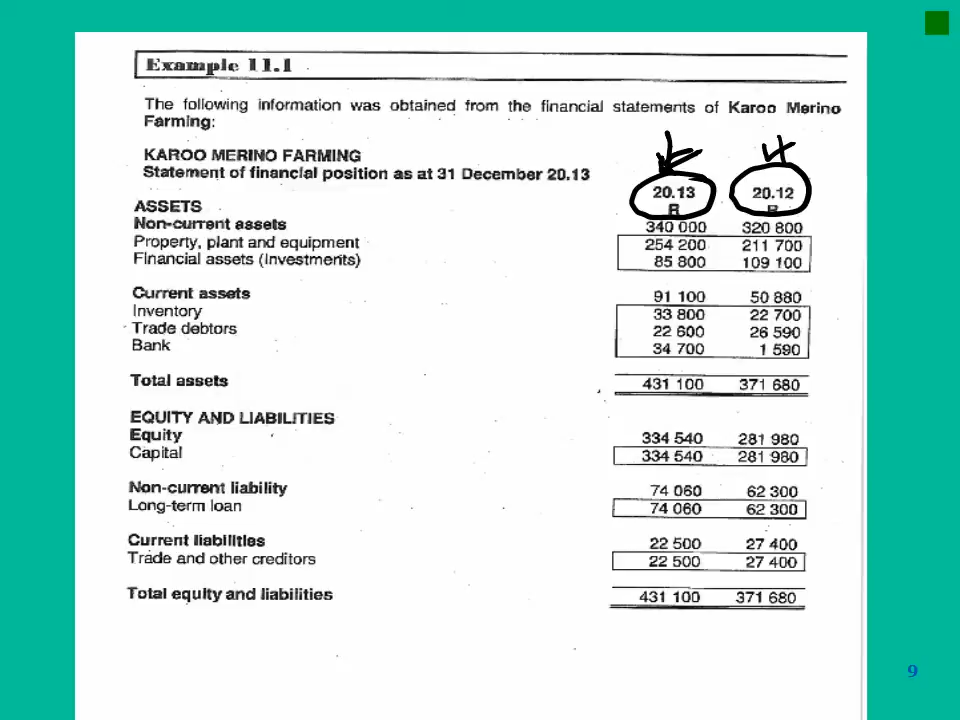 Example 11.1
The following information was obtained from the financial statements of Karoo Merino
Farming:
KAROO MERINO FARMING
Statement of financial position as at 31 December 20.13
20.13 20.12
R R
ASSETS
Non-current assets 340 000 320 800
Property, plant and equipment 254 200 211 700
Financial assets (Investments) 85 800 109 100
Current assets 91 100 50 880
Inventory 33 800 22 700
Trade debtors 22 600 26 590
Bank 34 700 1 590
Total assets 431 100 371 680
EQUITY AND LIABILITIES
Equity 334 540 281 980
Capital 334 540 281 980
Non-current liability 74 060 62 300
Long-term loan 74 060 62 300
Current liabilities 22 500 27 400
Trade and other creditors 22 500 27 400
Total equity and liabilities 431 100 371 680
9